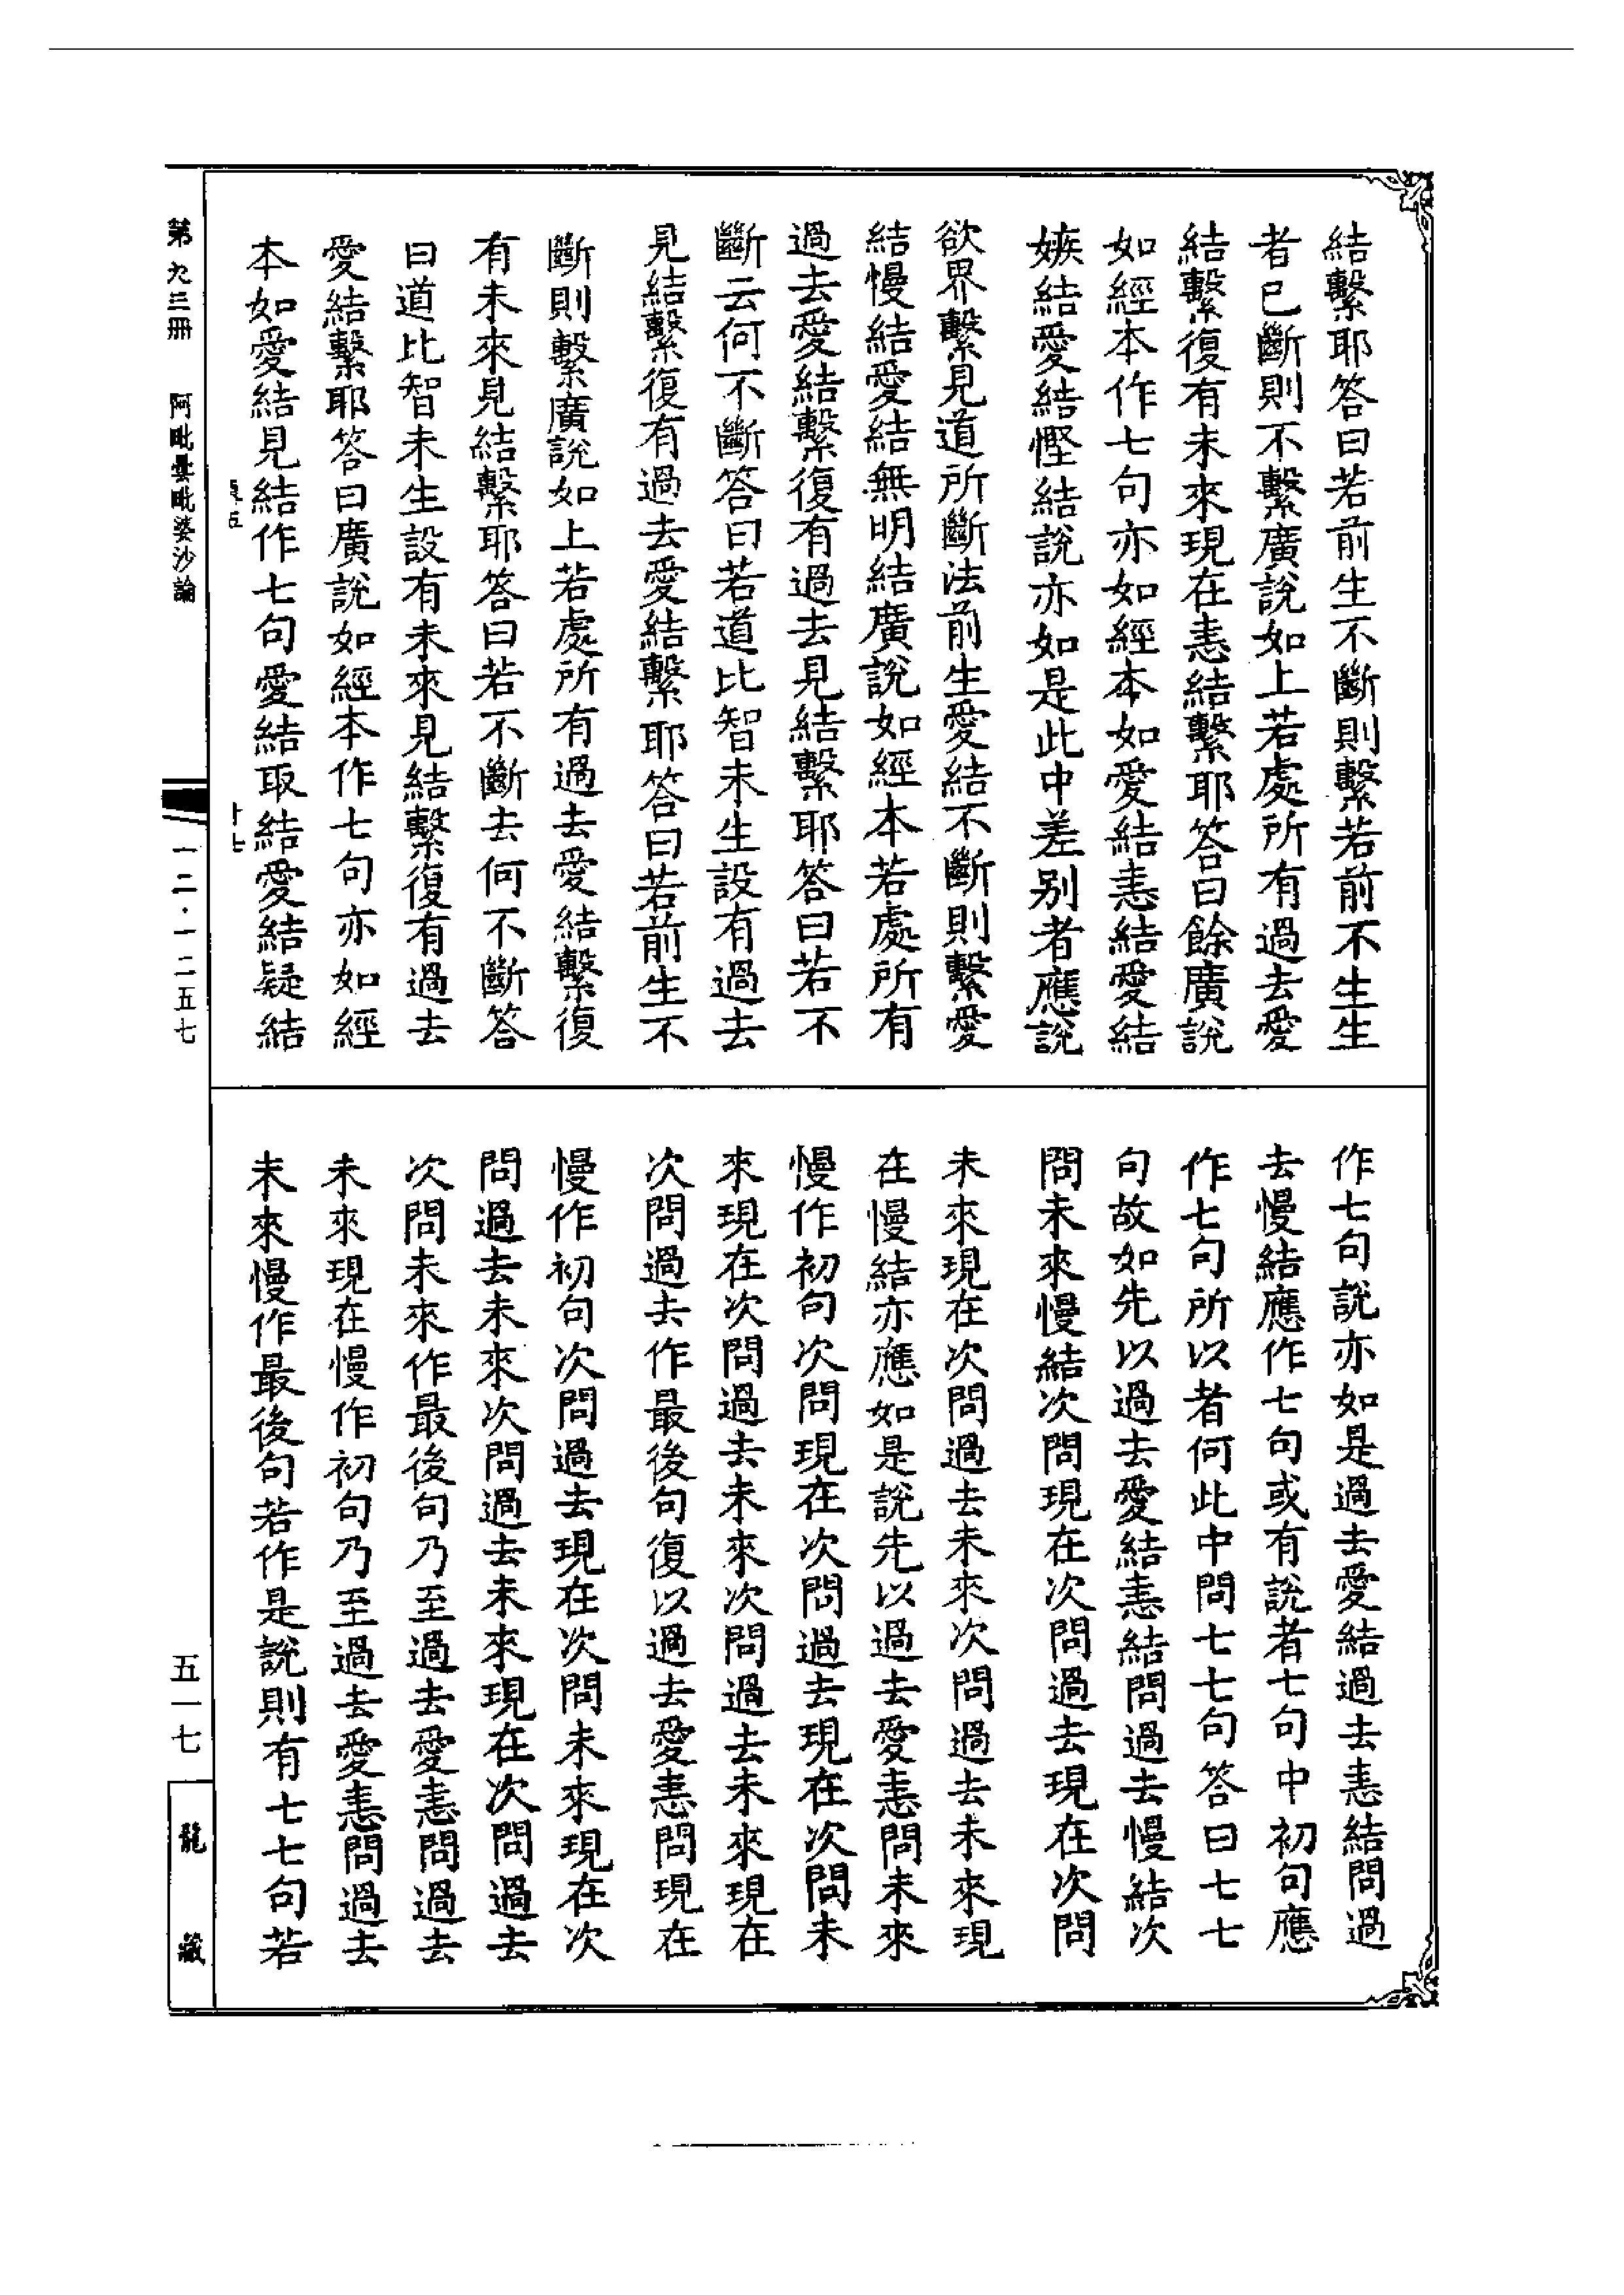 結繫耶答曰若前生不斷則繫若前不生生
者已斷則不繫廣說如上若處所有過去愛
結繫復有未來現在恚結繫耶答曰餘廣說
如經本作七句亦如經本如愛結恚結愛結
嫉結愛結慳結說亦如是此中差別者應說
欲界繫見道所斷法前生愛結不斷則繫愛
結慢結愛結無明結廣說如經本若處所有
過去愛結繫復有過去見結繫耶答曰若不
斷云何不斷答曰若道比智未生設有過去
見結繫復有過去愛結繫耶答曰若前生不
斷則繫廣說如上若處所有過去愛結繫復
有未來見結繫耶答曰若不斷去何不斷答
曰道比智未生設有未來見結繫復有過去
愛結繫耶答曰廣說如經本作七句亦如經
本如愛結見結作七句愛結取結愛結疑結
作七句說亦如是過去愛結過去恚結問過
去慢結應作七句或有說者七句中初句應
作七句所以者何此中問七七句答曰七七
句故如先以過去愛結恚結問過去慢結次
問未來慢結次問現在次問過去現在次問
未來現在次問過去未來次問過去未來現
在慢結亦應如是說先以過去愛恚問未來
慢作初句次問現在次問過去現在次問未
來現在次問過去未來次問過去未來現在
次問過去作最後句復以過去愛恚問現在
慢作初句次問過去現在次問未來現在次
問過去未來次問過去未來現在次問過去
次問未來作最後句乃至過去愛恚問過去
未來現在慢作初句乃至過去愛恚問過去
未來慢作最後句若作是說則有七七句若
第九三冊
阿毗曇毗婆沙論
一二·一二五七
五一七
龍藏